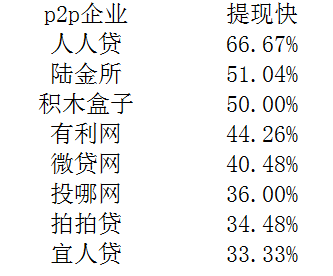 p2p企业 提现快
人人贷 66.67%
陆金所 51.04%
积木盒子 50.00%
有利网 44.26%
微贷网 40.48%
投哪网 36.00%
拍拍贷 34.48%
宜人贷 33.33%